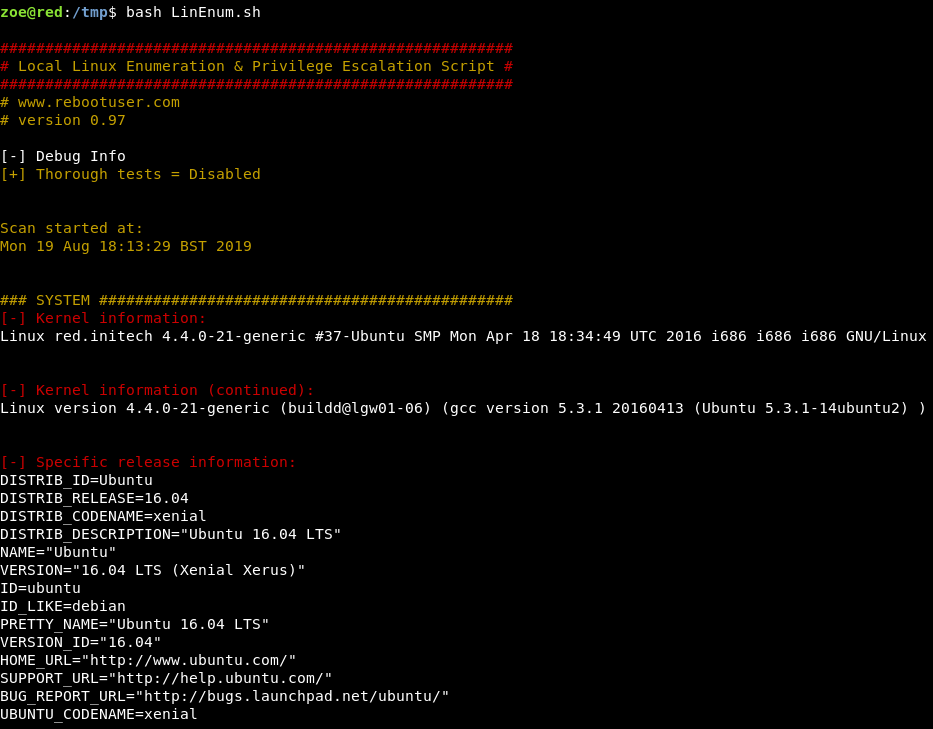 zoe@red:/tmp$ bash LinEnum.sh
#########################################################
# Local Linux Enumeration & Privilege Escalation Script #
#########################################################
# www.rebootuser.com
# version 0.97
[-] Debug Info
[+] Thorough tests = Disabled
Scan started at:
Mon 19 Aug 18:13:29 BST 2019
### SYSTEM ##############################################
[-] Kernel information:
Linux red.initech 4.4.0-21-generic #37-Ubuntu SMP Mon Apr 18 18:34:49 UTC 2016 i686 i686 i686 GNU/Linux
[-] Kernel information (continued):
Linux version 4.4.0-21-generic (buildd@lgw01-06) (gcc version 5.3.1 20160413 (Ubuntu 5.3.1-14ubuntu2) )
[-] Specific release information:
DISTRIB_ID=Ubuntu
DISTRIB_RELEASE=16.04
DISTRIB_CODENAME=xenial
DISTRIB_DESCRIPTION="Ubuntu 16.04 LTS"
NAME="Ubuntu"
VERSION="16.04 LTS (Xenial Xerus)"
ID=ubuntu
ID_LIKE=debian
PRETTY_NAME="Ubuntu 16.04 LTS"
VERSION_ID="16.04"
HOME_URL="http://www.ubuntu.com/"
SUPPORT_URL="http://help.ubuntu.com/"
BUG_REPORT_URL="http://bugs.launchpad.net/ubuntu/"
UBUNTU_CODENAME=xenial